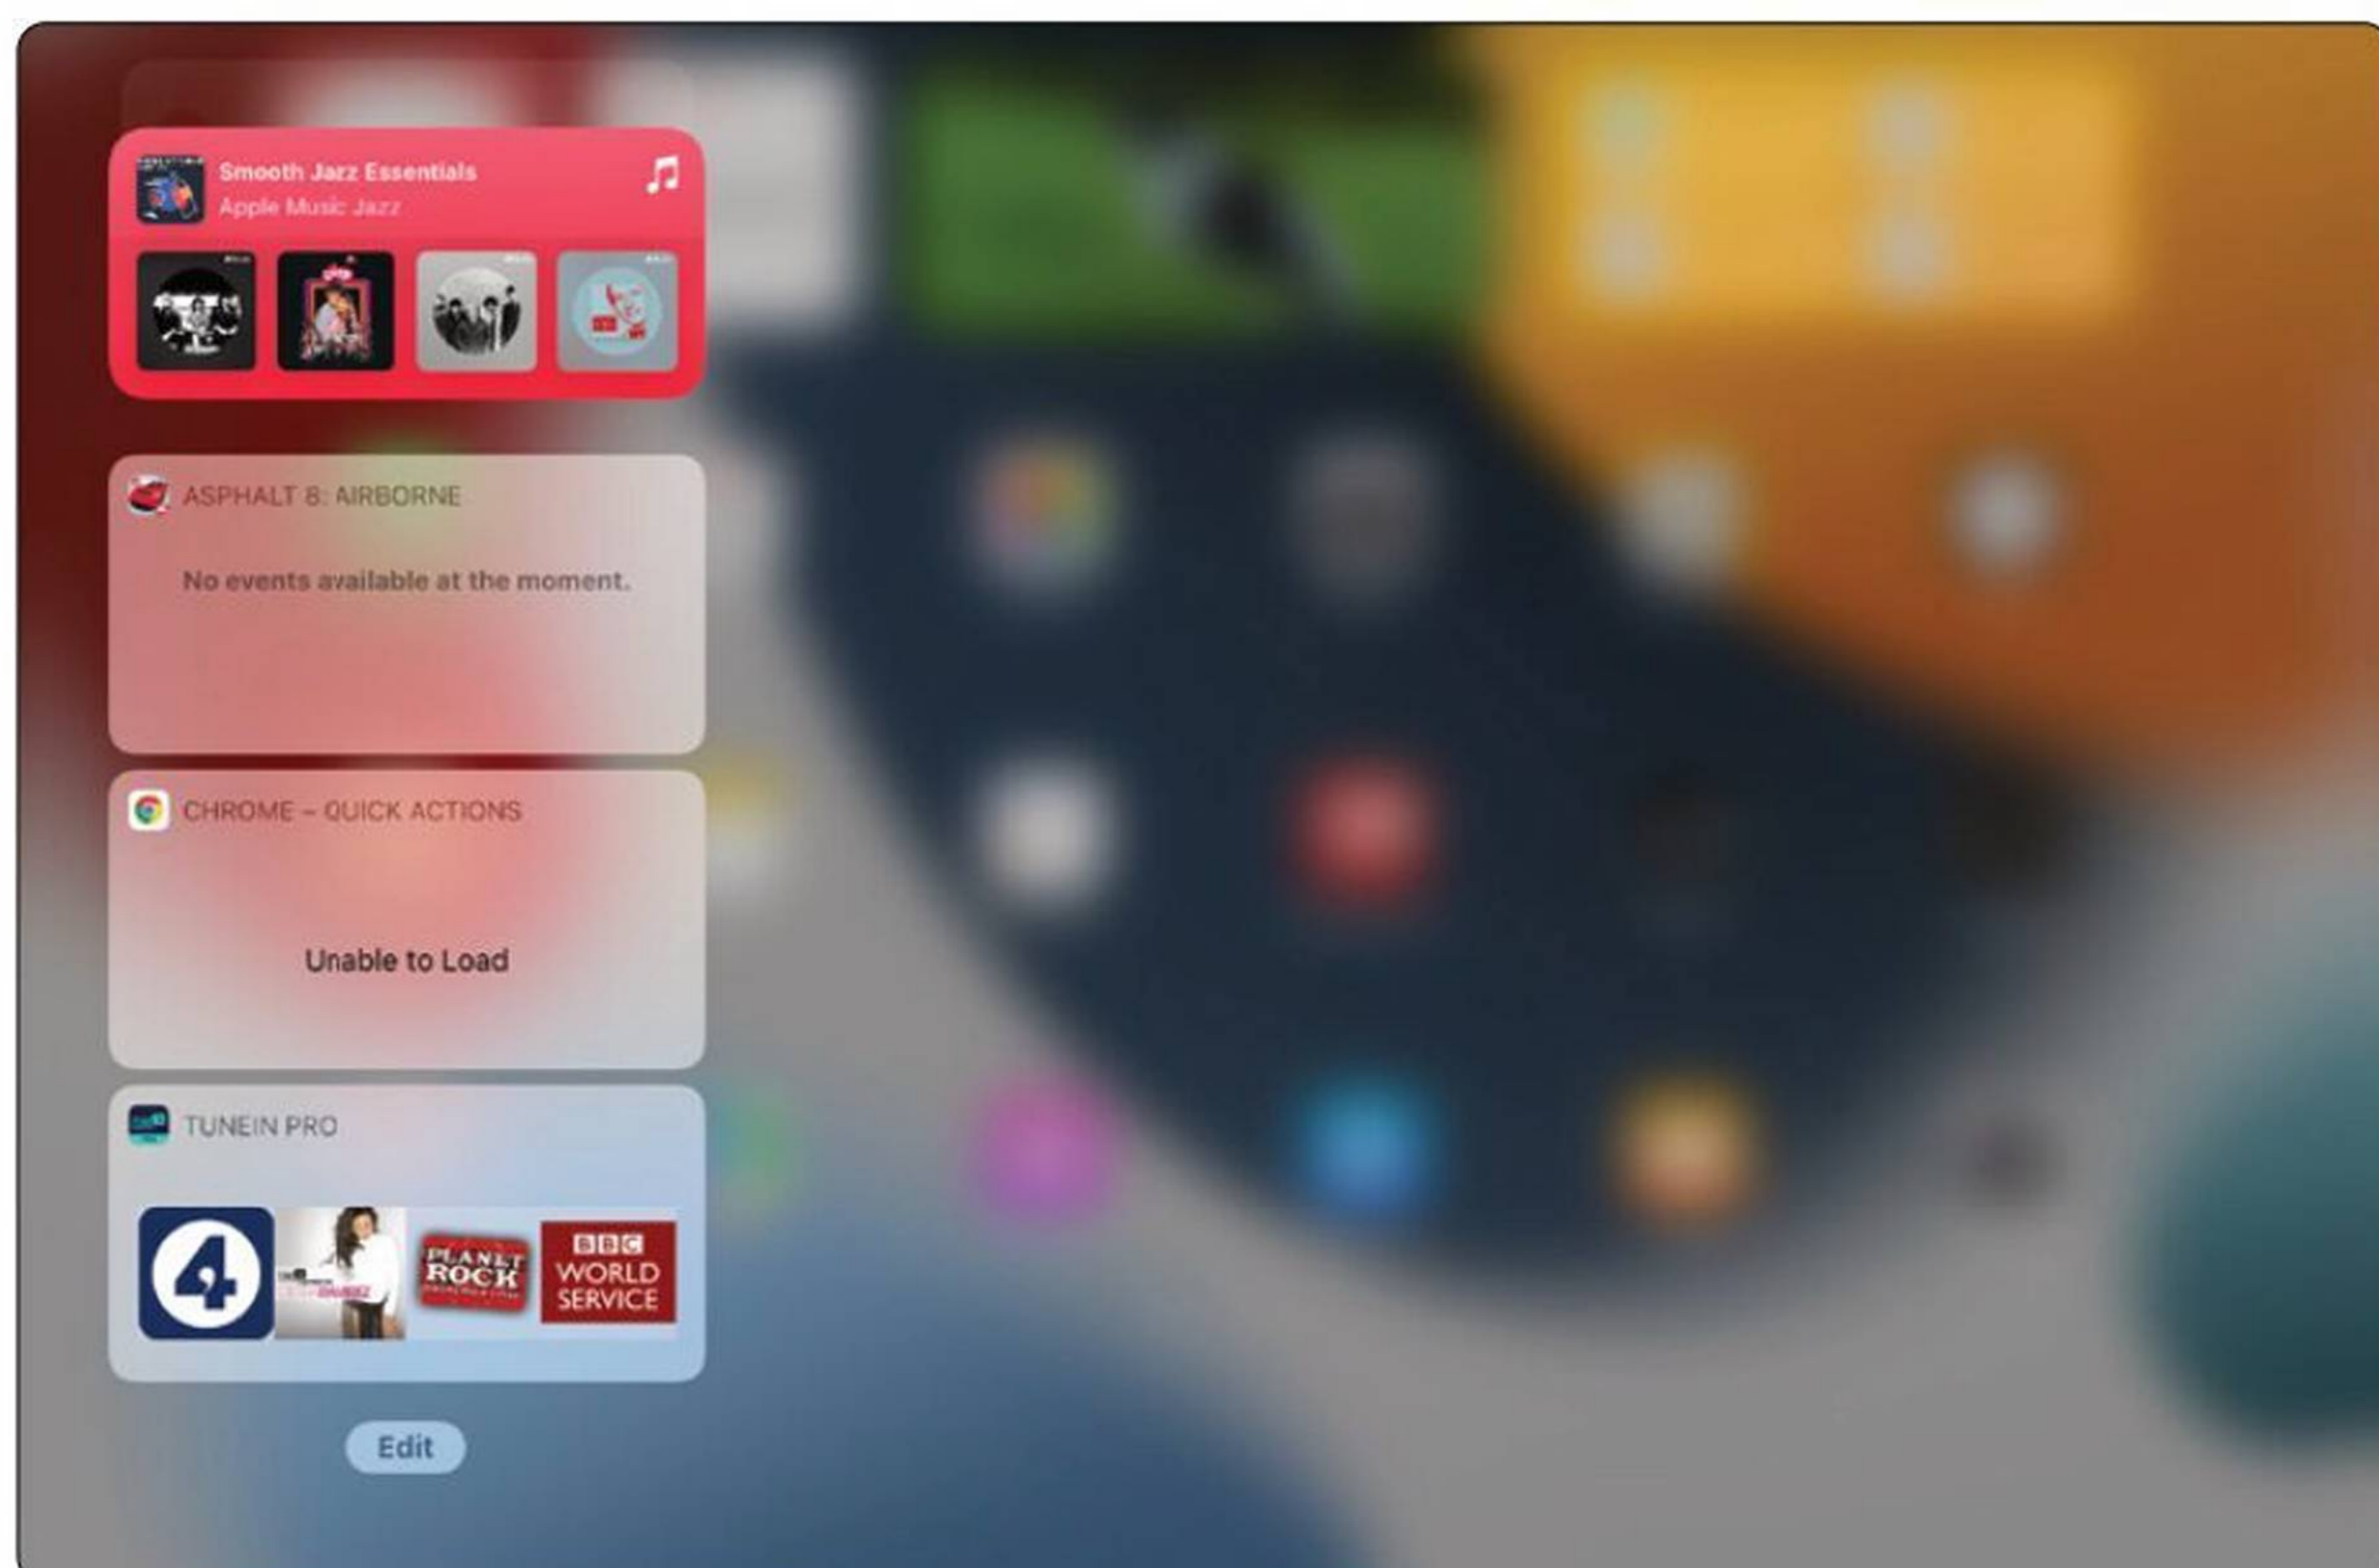 Smooth Jazz Essentials
Apple Music Jazz
ASPHALT 8: AIRBORNE
No events available at the moment.
CHROME – QUICK ACTIONS
Unable to Load
TUNEIN PRO
4
PLANET
ROCK
BBC
WORLD
SERVICE
Edit